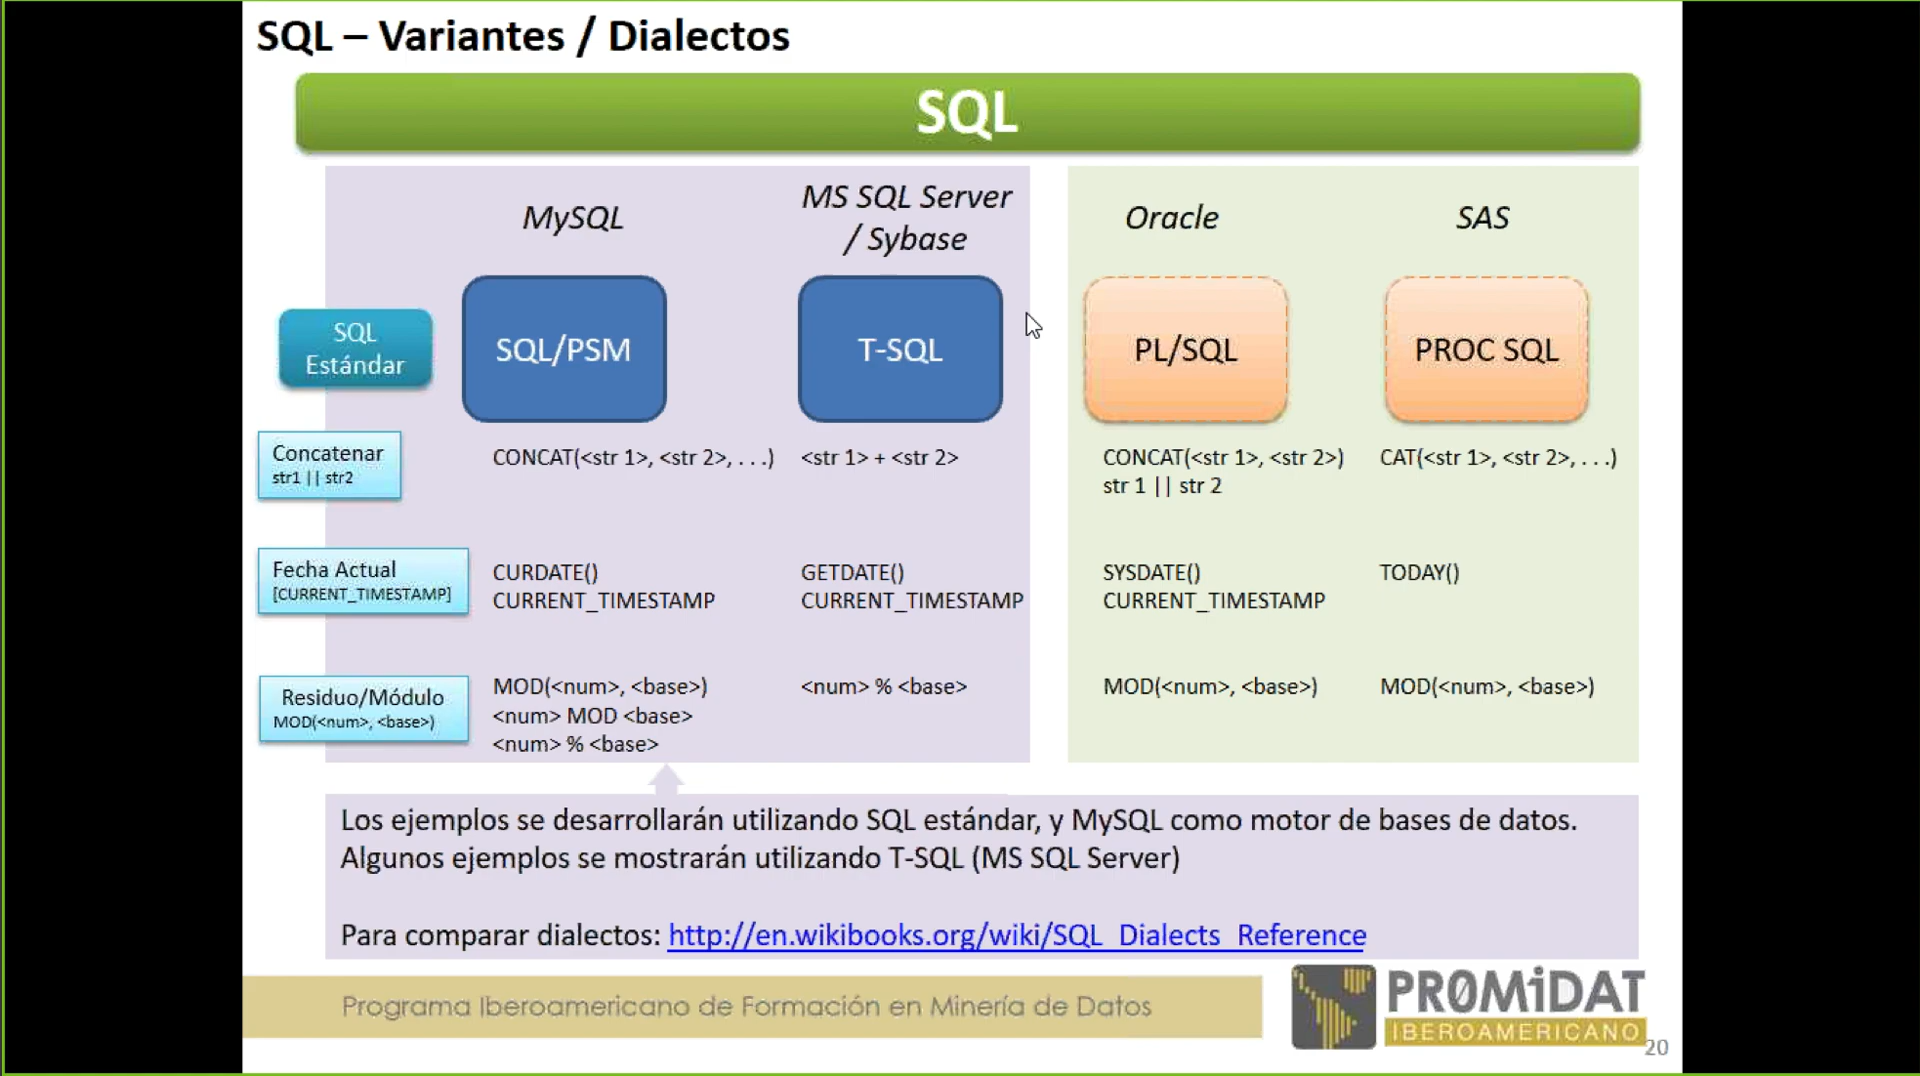 SQL – Variantes / Dialectos
SQL
MySQL
MS SQL Server
/ Sybase
Oracle
SAS
SQL
Estándar
SQL/PSM
T-SQL
PL/SQL
PROC SQL
Concatenar
str1 || str2
CONCAT(<str 1>, <str 2>, . . .)
<str 1> + <str 2>
CONCAT(<str 1>, <str 2>)
str 1 || str 2
CAT(<str 1>, <str 2>, . . .)
Fecha Actual
[CURRENT_TIMESTAMP]
CURDATE()
CURRENT_TIMESTAMP
GETDATE()
CURRENT_TIMESTAMP
SYSDATE()
CURRENT_TIMESTAMP
TODAY()
Residuo/Módulo
MOD(<num>, <base>)
MOD(<num>, <base>)
<num> MOD <base>
<num> % <base>
<num> % <base>
MOD(<num>, <base>)
MOD(<num>, <base>)
Los ejemplos se desarrollarán utilizando SQL estándar, y MySQL como motor de bases de datos.
Algunos ejemplos se mostrarán utilizando T-SQL (MS SQL Server)
Para comparar dialectos: http://en.wikibooks.org/wiki/SQL_Dialects_Reference
Programa Iberoamericano de Formación en Minería de Datos
PR0MiDAT
IBEROAMERICANO
20